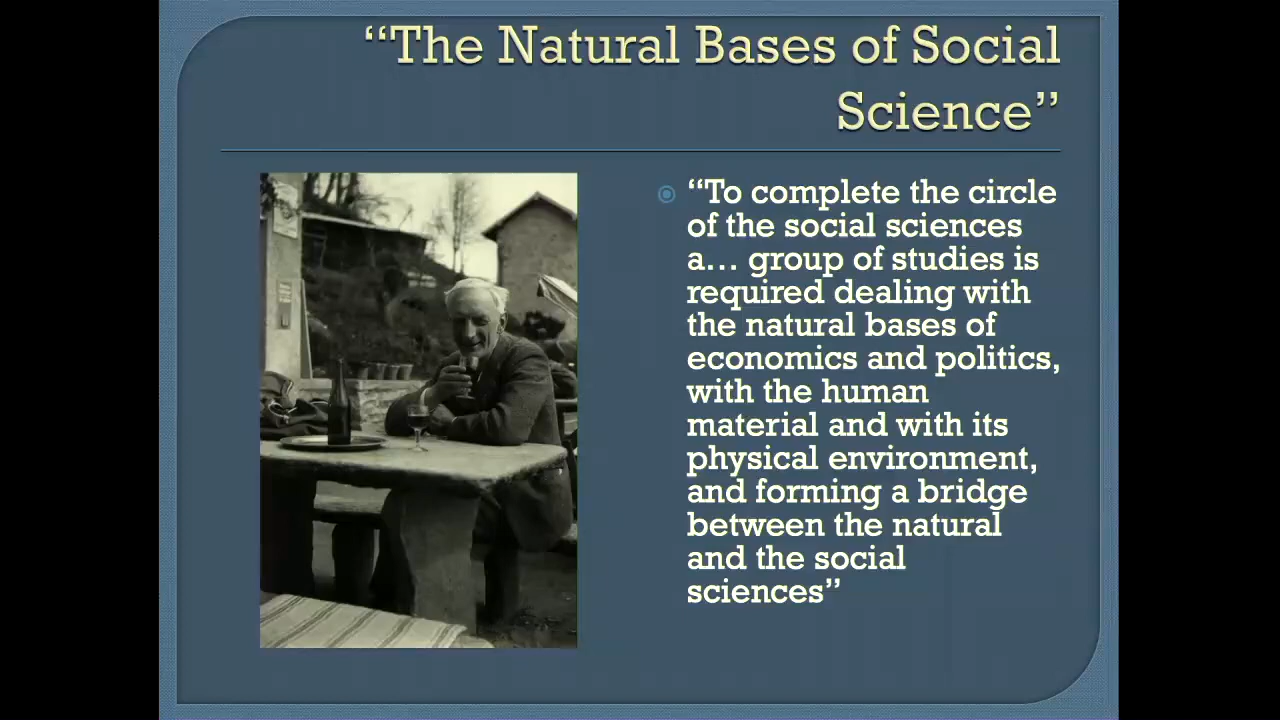 “The Natural Bases of Social
Science”
“To complete the circle
of the social sciences
a… group of studies is
required dealing with
the natural bases of
economics and politics,
with the human
material and with its
physical environment,
and forming a bridge
between the natural
and the social
sciences”